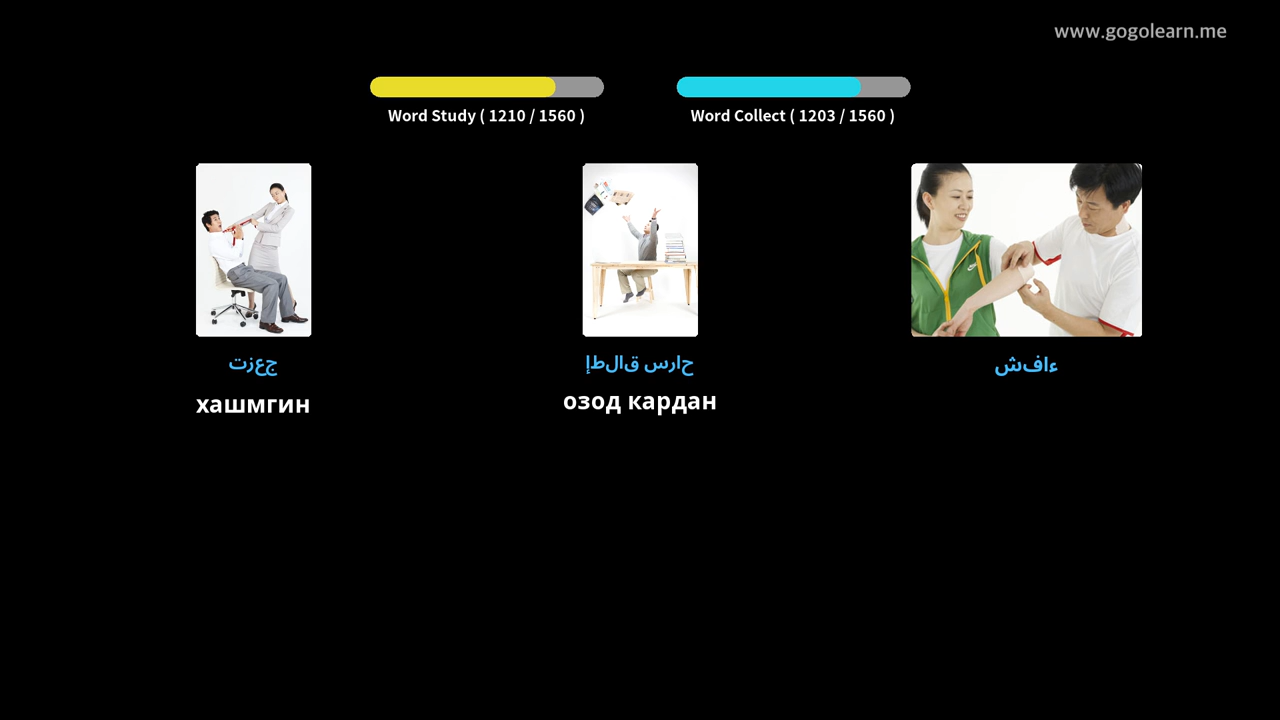 www.gogolearn.me
Word Study ( 1210 / 1560 )
Word Collect ( 1203 / 1560 )
جعزت
хашмгин
حارس قالطإ
озод кардан
ءافش